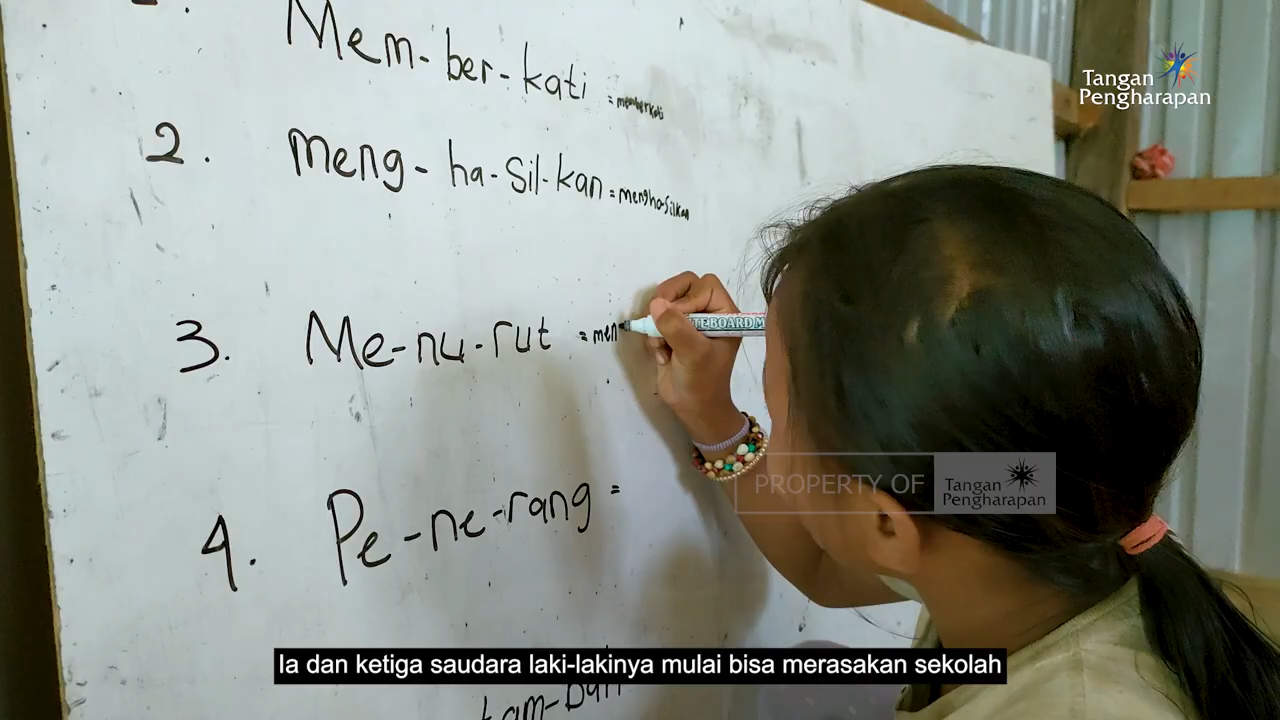 Mem-ber-kati = memberkati
Tangan
Pengharapan
2. Meng-ha-sil-kan = menghasilkan
3. Me-nu-rut = men
WHITEBOARD M
4. Pe-ne-rang =
PROPERTY OF Tangan
Pengharapan
Ia dan ketiga saudara laki-lakinya mulai bisa merasakan sekolah